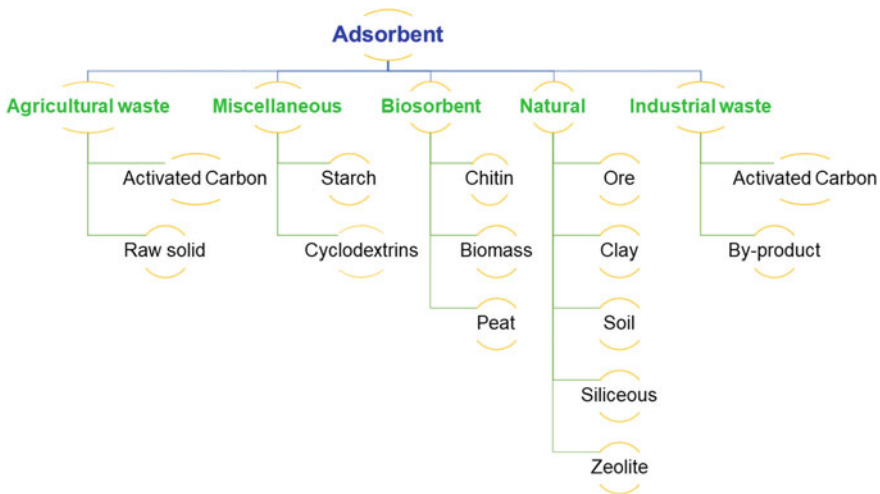 Adsorbent
Agricultural waste
Miscellaneous
Biosorbent
Natural
Industrial waste
Activated Carbon
Starch
Chitin
Ore
Activated Carbon
Raw solid
Cyclodextrins
Biomass
Clay
By-product
Peat
Soil
Siliceous
Zeolite